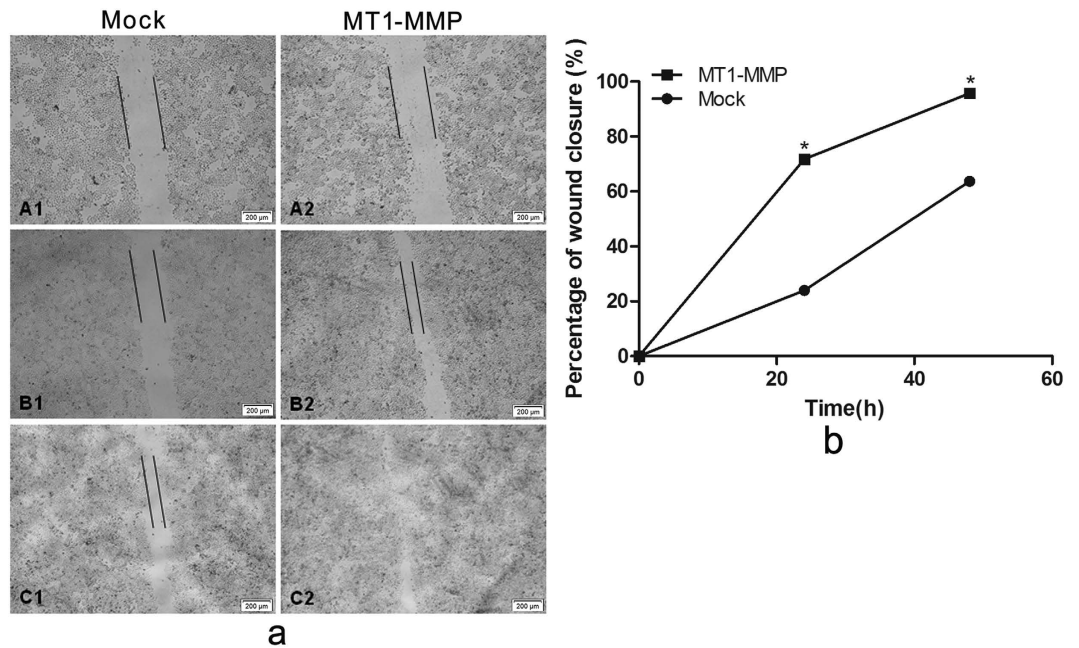 Mock
MT1-MMP
A1
200 μm
A2
200 μm
B1
200 μm
B2
200 μm
C1
200 μm
C2
200 μm
a
Percentage of wound closure (%)
MT1-MMP
Mock
100
80
60
40
20
0
*
*
0
20
40
60
Time(h)
b